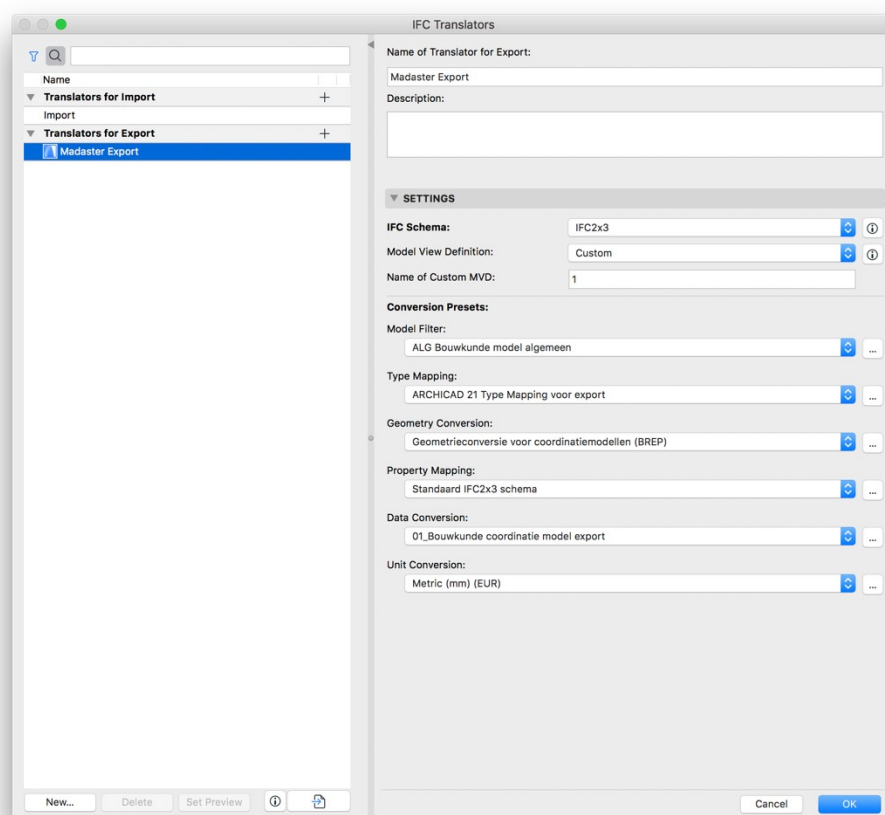 IFC Translators
Name
Translators for Import
Import
Translators for Export
Madaster Export
New...
Delete
Set Preview
Name of Translator for Export:
Madaster Export
Description:
SETTINGS
IFC Schema:
IFC2x3
Model View Definition:
Custom
Name of Custom MVD:
1
Conversion Presets:
Model Filter:
ALG Bouwkunde model algemeen
...
Type Mapping:
ARCHICAD 21 Type Mapping voor export
...
Geometry Conversion:
Geometrieconversie voor coordinatiemodellen (BREP)
...
Property Mapping:
Standaard IFC2x3 schema
...
Data Conversion:
01_Bouwkunde coordinatie model export
...
Unit Conversion:
Metric (mm) (EUR)
...
Cancel
OK